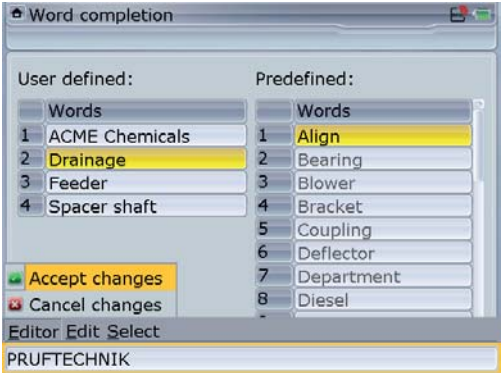 Word completion
User defined:
Words
1 ACME Chemicals
2 Drainage
3 Feeder
4 Spacer shaft
Predefined:
Words
1 Align
2 Bearing
3 Blower
4 Bracket
5 Coupling
6 Deflector
7 Department
8 Diesel
Accept changes
Cancel changes
Editor Edit Select
PRUFTECHNIK